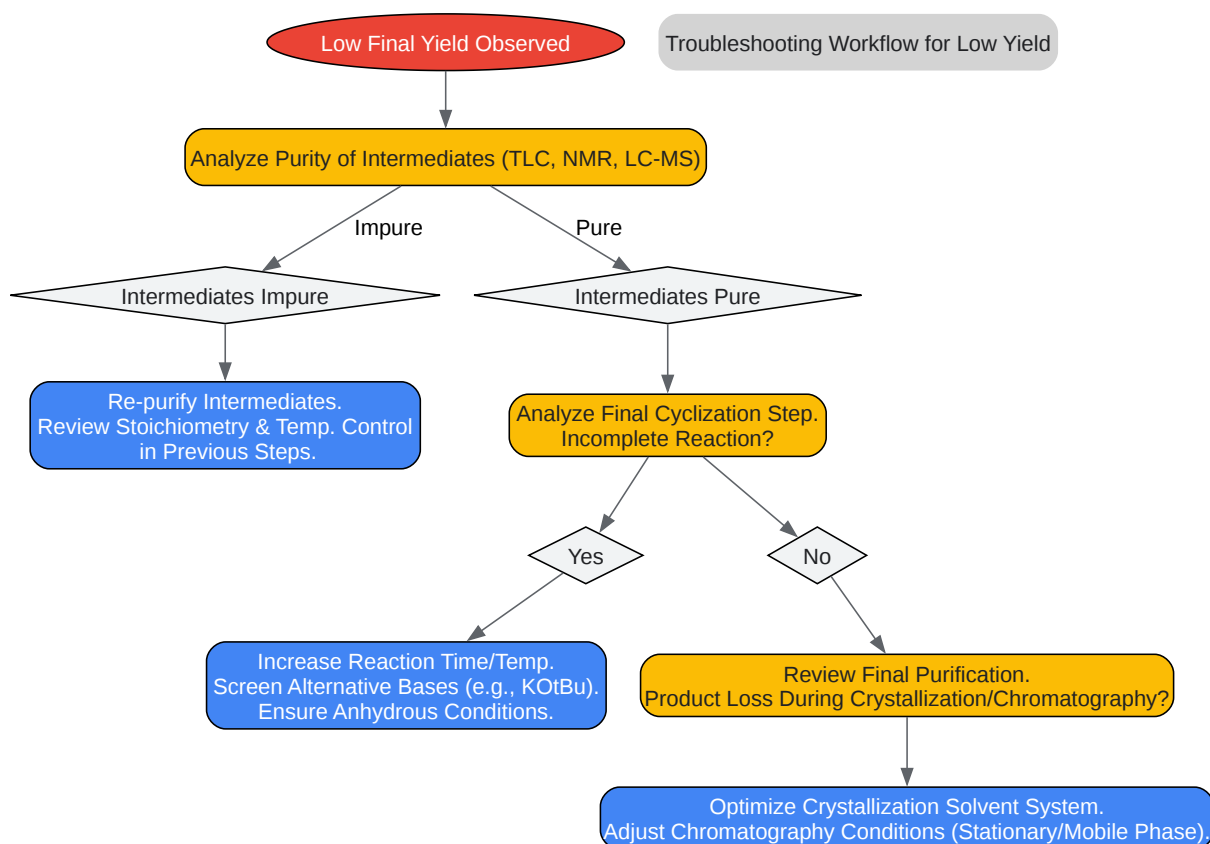 Low Final Yield Observed
Troubleshooting Workflow for Low Yield
Analyze Purity of Intermediates (TLC, NMR, LC-MS)
Impure
Pure
Intermediates Impure
Intermediates Pure
Re-purify Intermediates.
Review Stoichiometry & Temp. Control
in Previous Steps.
Analyze Final Cyclization Step.
Incomplete Reaction?
Yes
No
Increase Reaction Time/Temp.
Screen Alternative Bases (e.g., KOtBu).
Ensure Anhydrous Conditions.
Review Final Purification.
Product Loss During Crystallization/Chromatography?
Optimize Crystallization Solvent System.
Adjust Chromatography Conditions (Stationary/Mobile Phase).